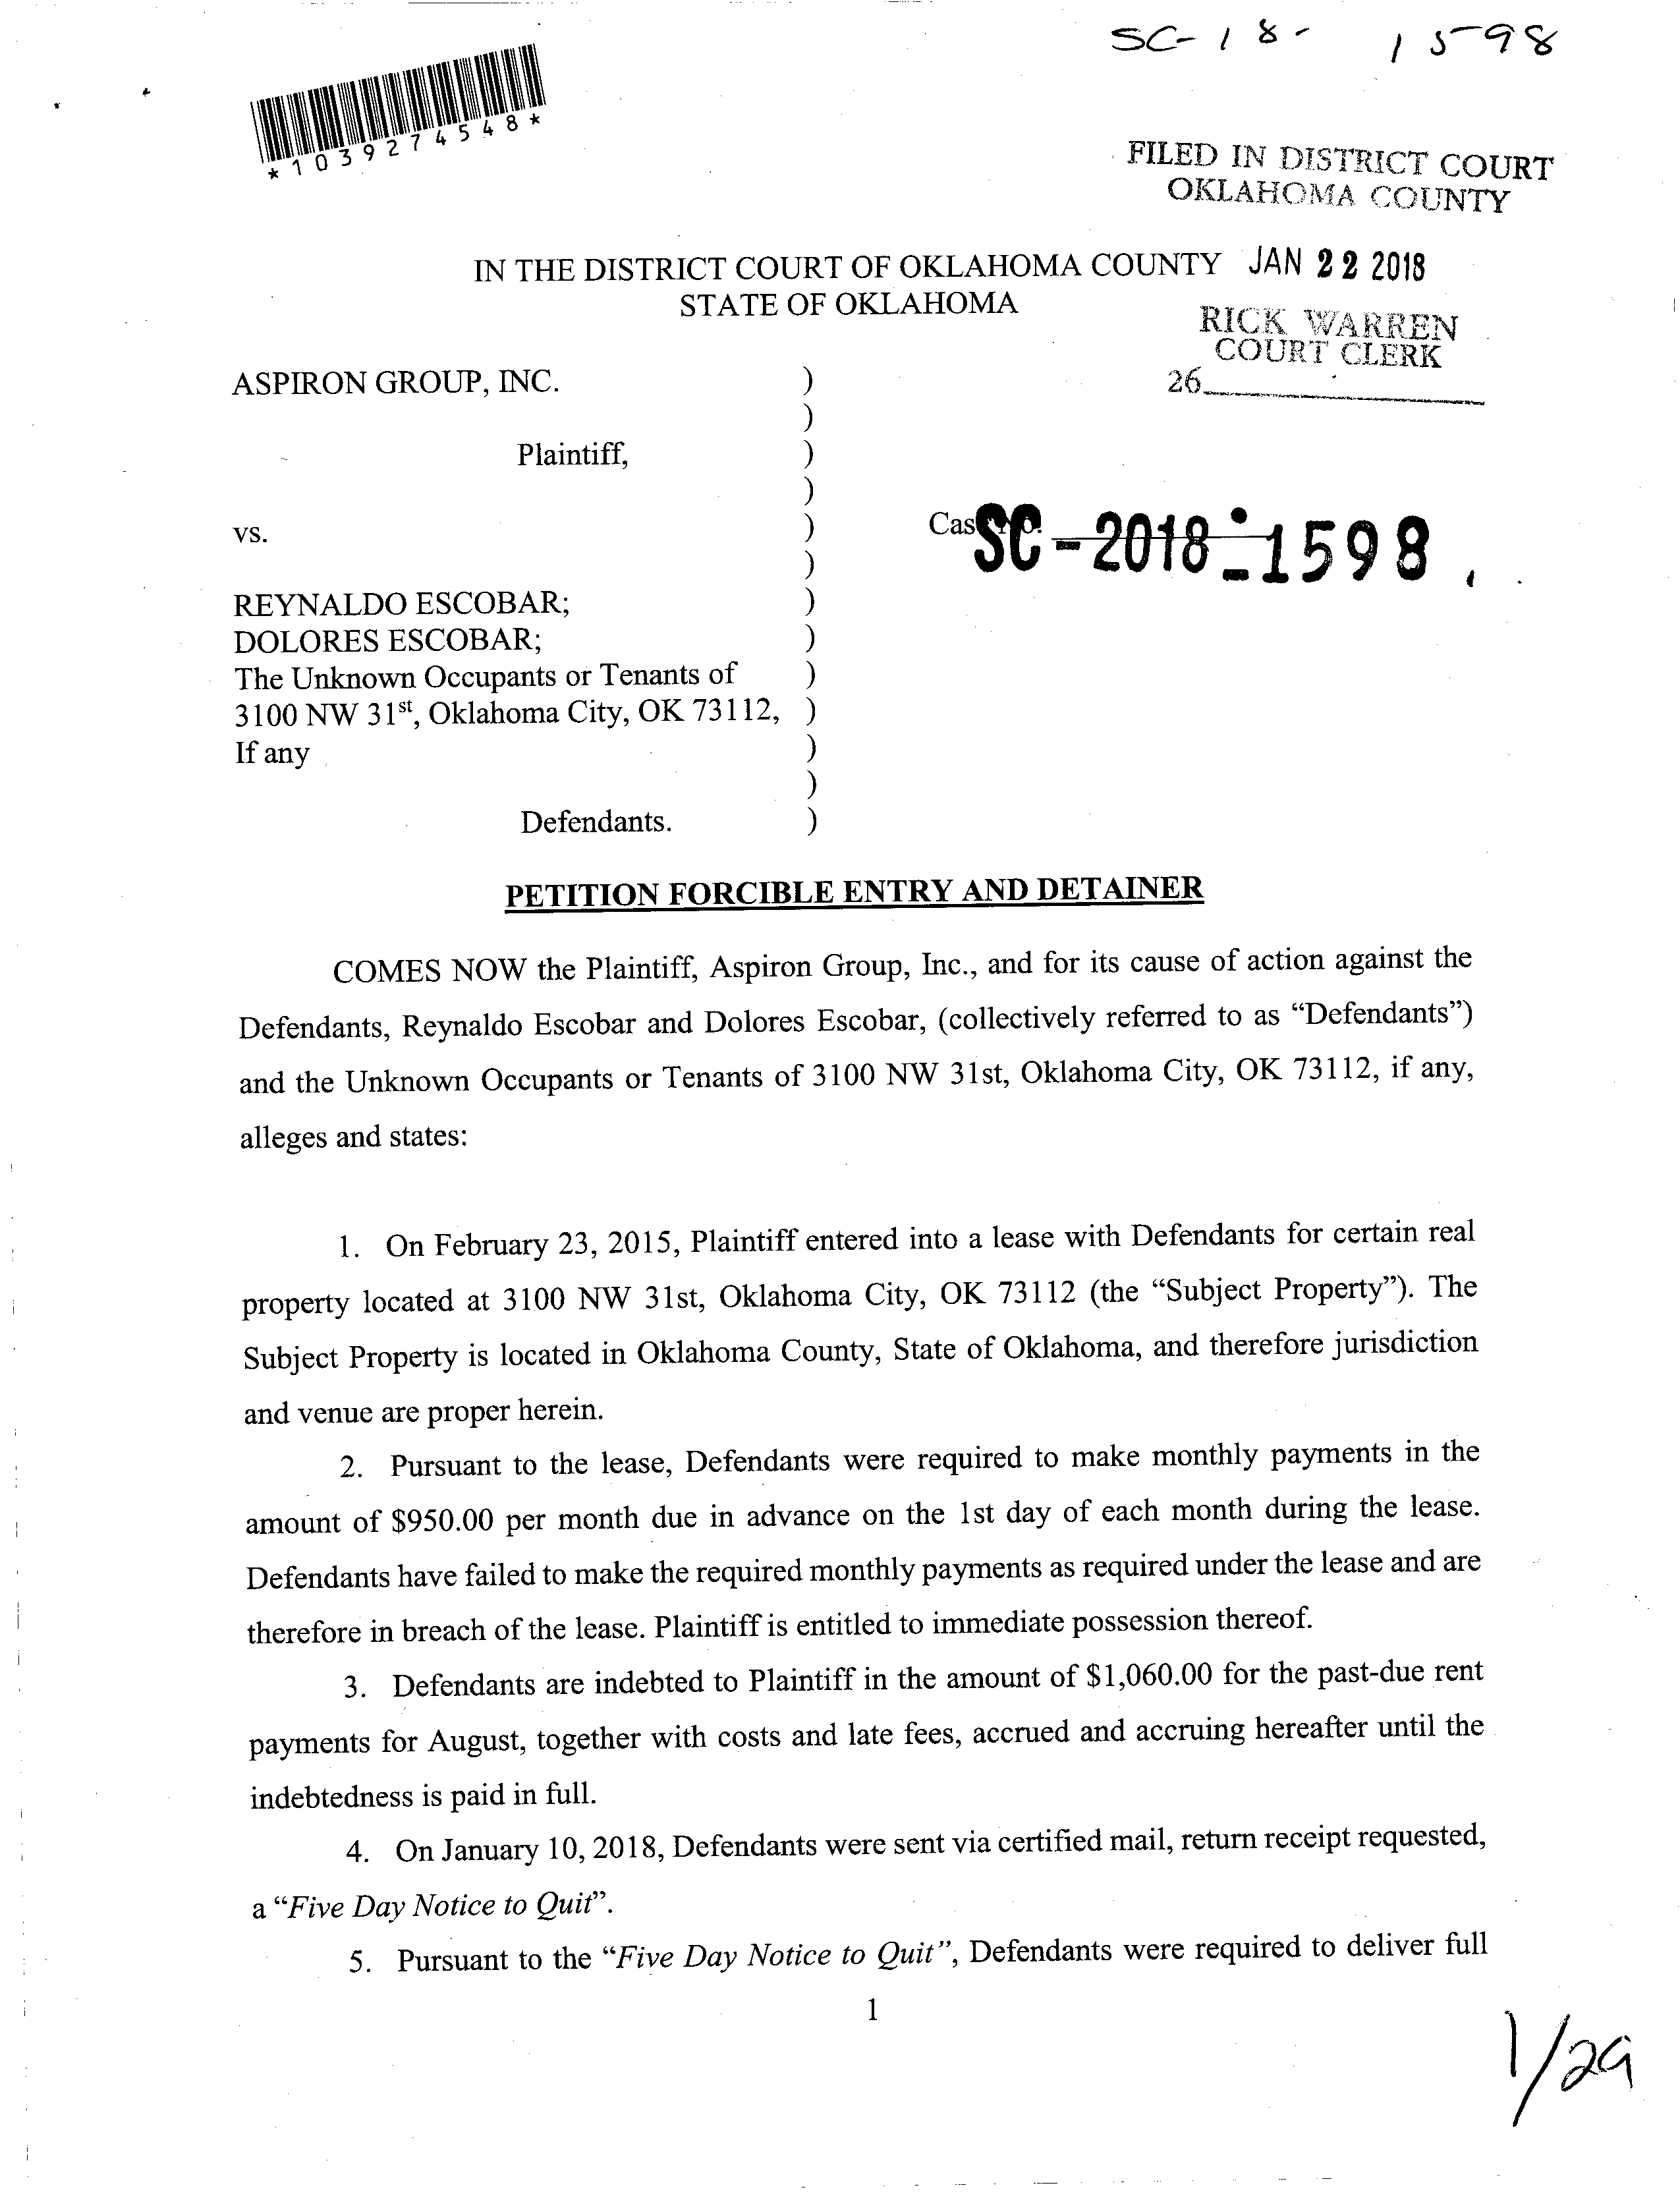 SC-18- 1598
*1039274548*
FILED IN DISTRICT COURT
OKLAHOMA COUNTY
IN THE DISTRICT COURT OF OKLAHOMA COUNTY JAN 22 2018
STATE OF OKLAHOMA
RICK WARREN
COURT CLERK
26
ASPIRON GROUP, INC. )
)
Plaintiff, )
)
vs. )
Case No. SC-2018-1598
)
REYNALDO ESCOBAR; )
DOLORES ESCOBAR; )
The Unknown Occupants or Tenants of )
3100 NW 31st, Oklahoma City, OK 73112, )
If any )
)
Defendants. )
PETITION FORCIBLE ENTRY AND DETAINER
COMES NOW the Plaintiff, Aspiron Group, Inc., and for its cause of action against the
Defendants, Reynaldo Escobar and Dolores Escobar, (collectively referred to as “Defendants”)
and the Unknown Occupants or Tenants of 3100 NW 31st, Oklahoma City, OK 73112, if any,
alleges and states:
1. On February 23, 2015, Plaintiff entered into a lease with Defendants for certain real
property located at 3100 NW 31st, Oklahoma City, OK 73112 (the “Subject Property”). The
Subject Property is located in Oklahoma County, State of Oklahoma, and therefore jurisdiction
and venue are proper herein.
2. Pursuant to the lease, Defendants were required to make monthly payments in the
amount of $950.00 per month due in advance on the 1st day of each month during the lease.
Defendants have failed to make the required monthly payments as required under the lease and are
therefore in breach of the lease. Plaintiff is entitled to immediate possession thereof.
3. Defendants are indebted to Plaintiff in the amount of $1,060.00 for the past-due rent
payments for August, together with costs and late fees, accrued and accruing hereafter until the
indebtedness is paid in full.
4. On January 10, 2018, Defendants were sent via certified mail, return receipt requested,
a “Five Day Notice to Quit”.
5. Pursuant to the “Five Day Notice to Quit”, Defendants were required to deliver full
1
1/29